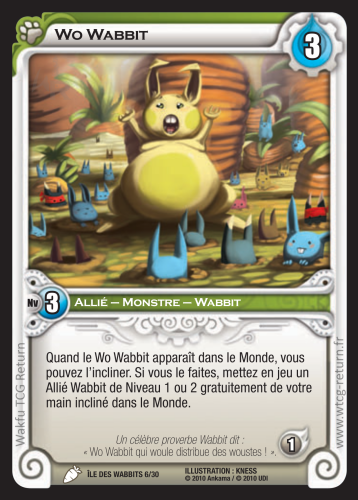 Wo Wabbit
3
Nv 3 Allié – Monstre – Wabbit
Quand le Wo Wabbit apparaît dans le Monde, vous
pouvez l'incliner. Si vous le faites, mettez en jeu un
Allié Wabbit de Niveau 1 ou 2 gratuitement de votre
main incliné dans le Monde.
Un célèbre proverbe Wabbit dit :
« Wo Wabbit qui woule distribue des woustes ! ».
1
ÎLE DES WABBITS 6/30
ILLUSTRATION : KNESS
© 2010 Ankama / © 2010 UDI
Wakfu TCG Return
www.wtcg-return.fr